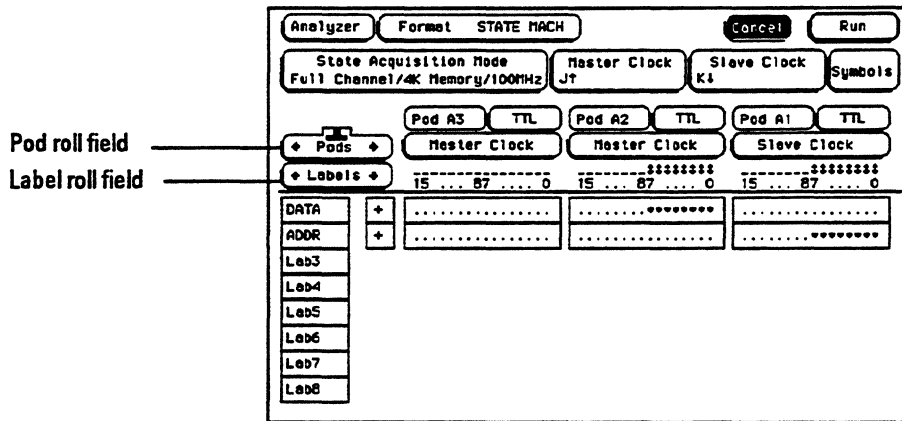 Analyzer Format STATE MACH Cancel Run
State Acquisition Mode
Full Channel/4K Memory/100MHz
Master Clock
J↑
Slave Clock
K↓
Symbols
Pod A3 TTL Pod A2 TTL Pod A1 TTL
Pod roll field
← Pods → Master Clock Master Clock Slave Clock
Label roll field
← Labels →
15 ... 87 .... 0 15 ... 87 .... 0 15 ... 87 .... 0
DATA + ................ ........******** ................
ADDR + ................ ................ ........********
Lab3
Lab4
Lab5
Lab6
Lab7
Lab8